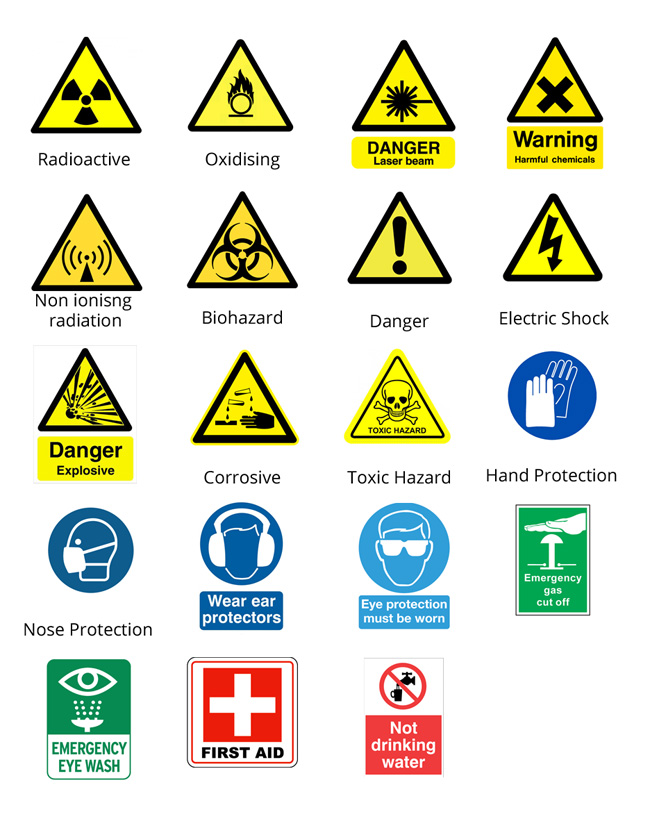 Radioactive
Oxidising
DANGER
Laser beam
Warning
Harmful chemicals
Non ionisng
radiation
Biohazard
Danger
Electric Shock
Danger
Explosive
Corrosive
TOXIC HAZARD
Toxic Hazard
Hand Protection
Nose Protection
Wear ear
protectors
Eye protection
must be worn
Emergency
gas
cut off
EMERGENCY
EYE WASH
FIRST AID
Not
drinking
water